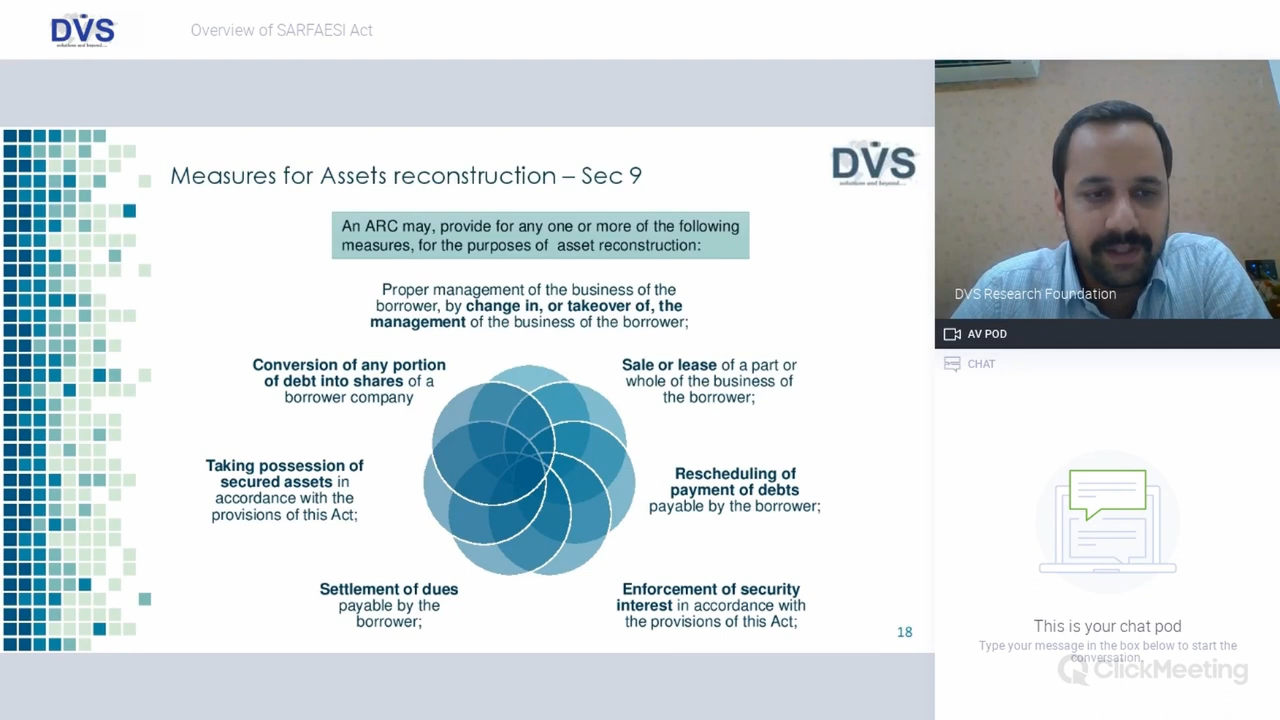 DVS
solutions and beyond....
Overview of SARFAESI Act
Measures for Assets reconstruction – Sec 9
DVS
solutions and beyond....
An ARC may, provide for any one or more of the following
measures, for the purposes of asset reconstruction:
Proper management of the business of the
borrower, by change in, or takeover of, the
management of the business of the borrower;
Conversion of any portion
of debt into shares of a
borrower company
Sale or lease of a part or
whole of the business of
the borrower;
Taking possession of
secured assets in
accordance with the
provisions of this Act;
Rescheduling of
payment of debts
payable by the borrower;
Settlement of dues
payable by the
borrower;
Enforcement of security
interest in accordance with
the provisions of this Act;
18
DVS Research Foundation
AV POD
CHAT
This is your chat pod
Type your message in the box below to start the
conversation.
ClickMeeting